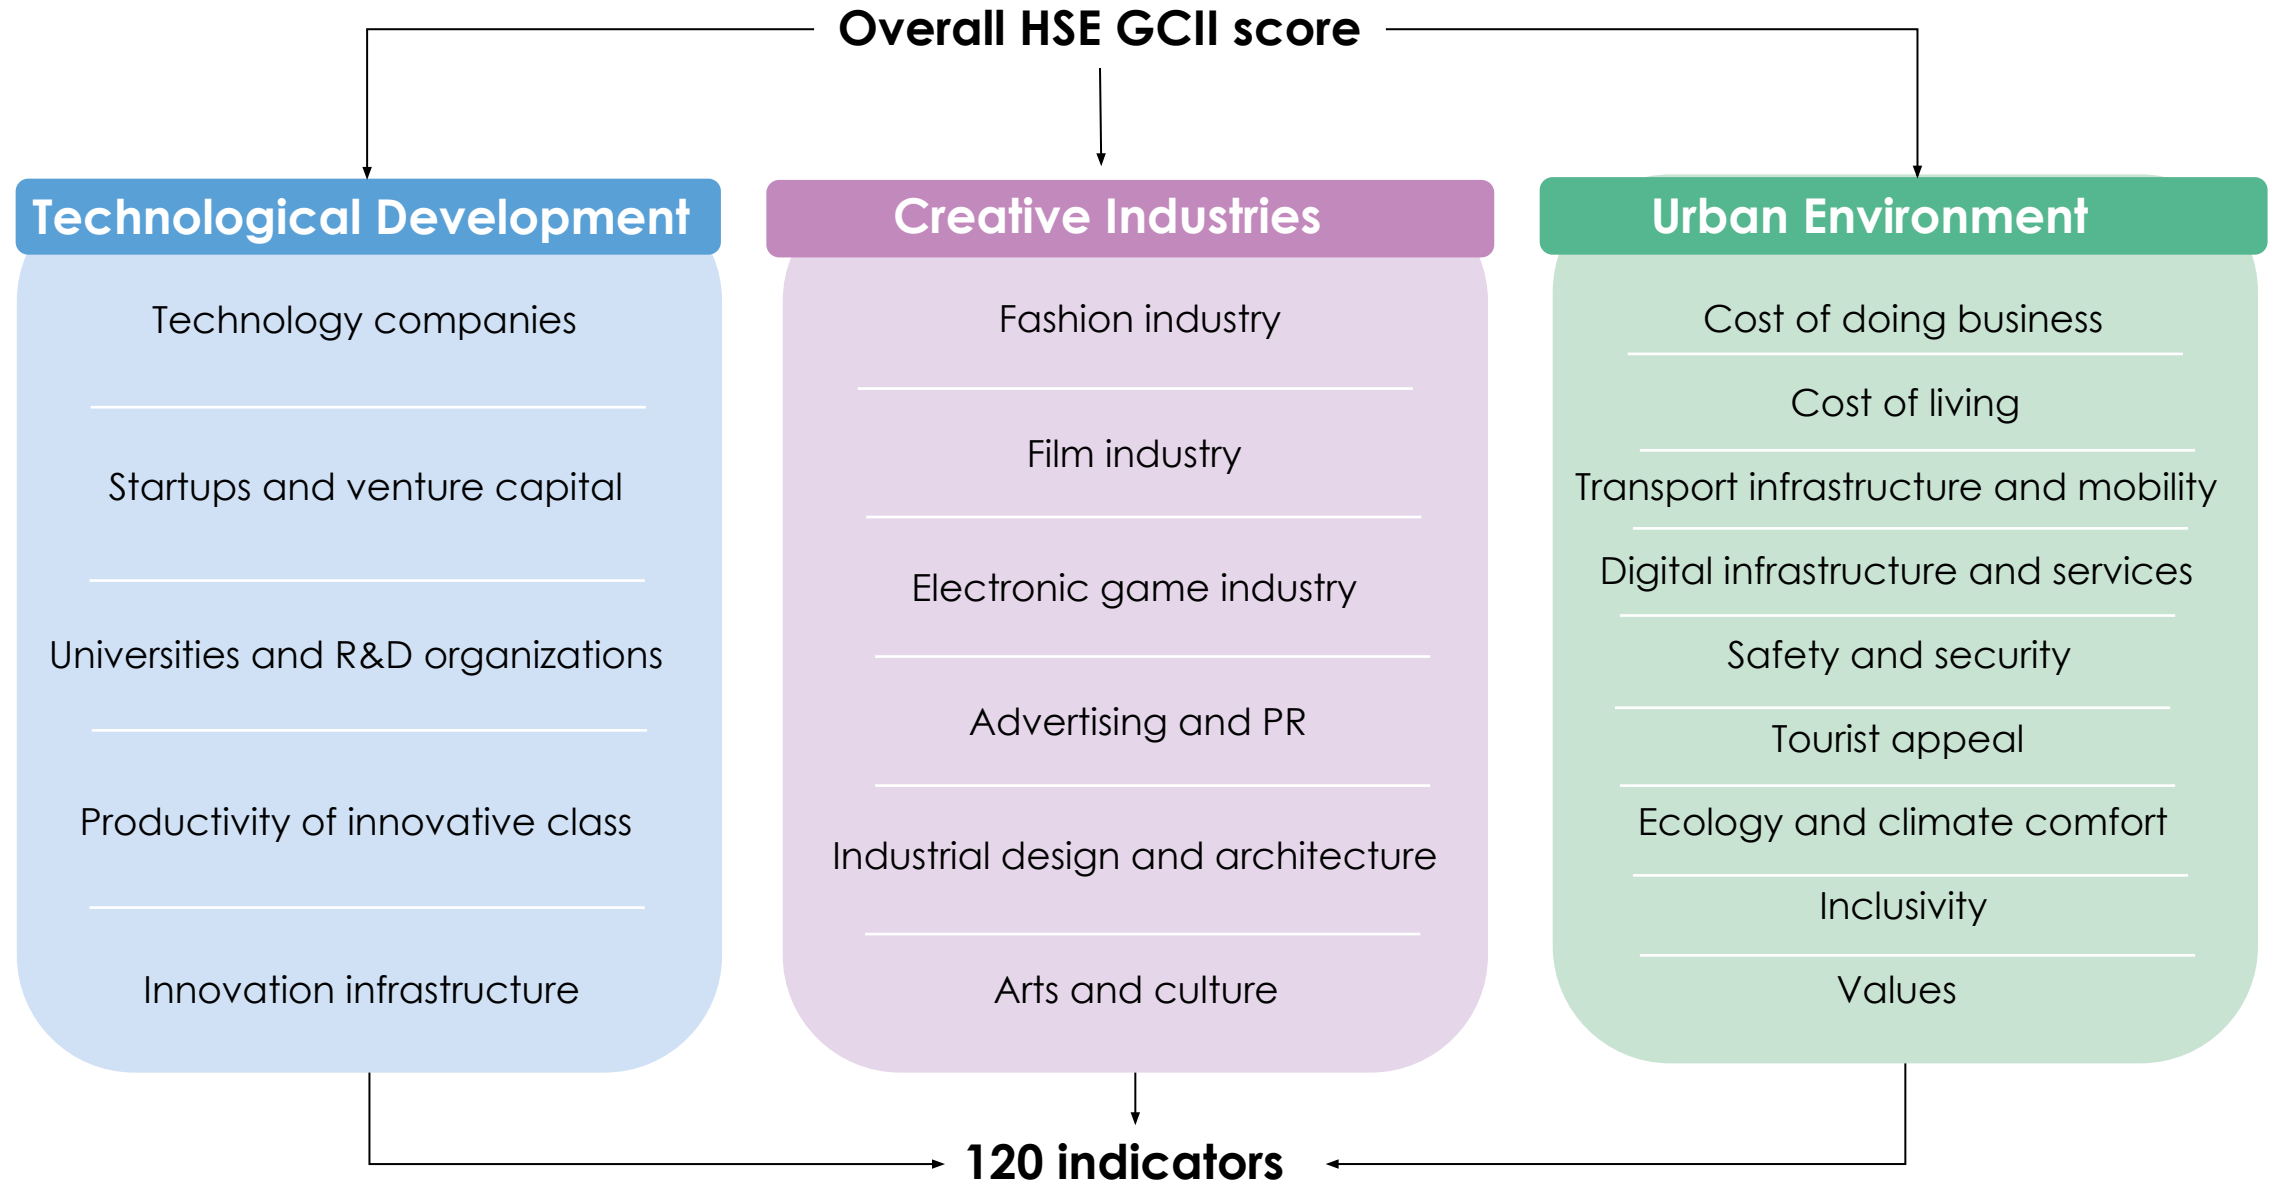 Overall HSE GCII score
Technological Development
Technology companies
Startups and venture capital
Universities and R&D organizations
Productivity of innovative class
Innovation infrastructure
Creative Industries
Fashion industry
Film industry
Electronic game industry
Advertising and PR
Industrial design and architecture
Arts and culture
Urban Environment
Cost of doing business
Cost of living
Transport infrastructure and mobility
Digital infrastructure and services
Safety and security
Tourist appeal
Ecology and climate comfort
Inclusivity
Values
120 indicators